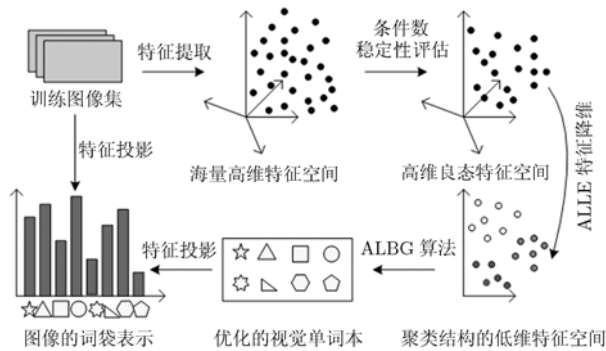 特征提取
条件数
稳定性评估
训练图像集
特征投影
海量高维特征空间
高维良态特征空间
ALLE 特征降维
特征投影
ALBG 算法
图像的词袋表示
优化的视觉单词本
聚类结构的低维特征空间